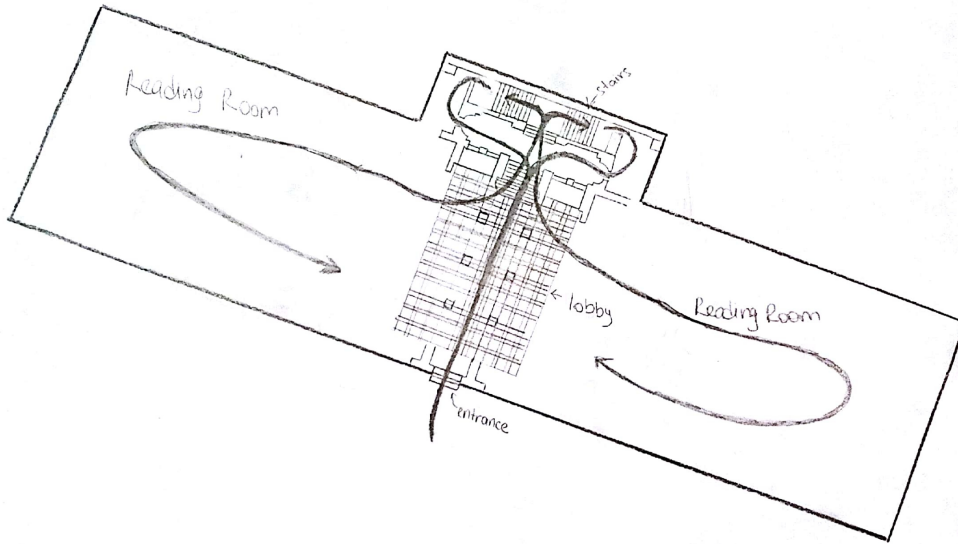 Reading Room
stairs
lobby
Reading Room
entrance